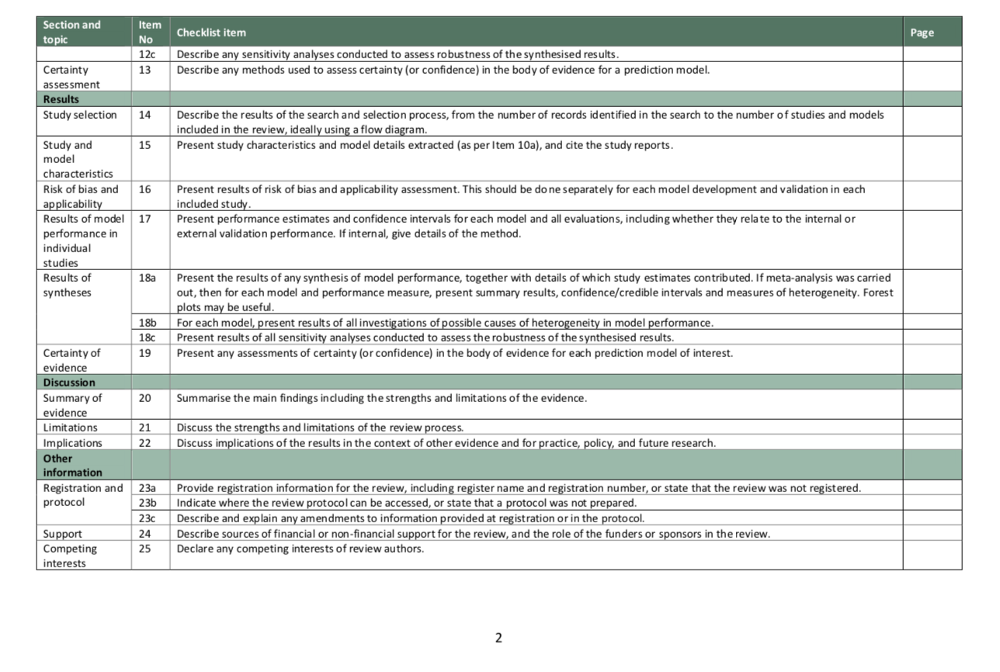 Section and topic Item No Checklist item Page
12c Describe any sensitivity analyses conducted to assess robustness of the synthesised results.
Certainty assessment 13 Describe any methods used to assess certainty (or confidence) in the body of evidence for a prediction model.
Results
Study selection 14 Describe the results of the search and selection process, from the number of records identified in the search to the number of studies and models
included in the review, ideally using a flow diagram.
Study and model characteristics 15 Present study characteristics and model details extracted (as per Item 10a), and cite the study reports.
Risk of bias and applicability 16 Present results of risk of bias and applicability assessment. This should be done separately for each model development and validation in each
included study.
Results of model performance in individual studies 17 Present performance estimates and confidence intervals for each model and all evaluations, including whether they relate to the internal or
external validation performance. If internal, give details of the method.
Results of syntheses 18a Present the results of any synthesis of model performance, together with details of which study estimates contributed. If meta-analysis was carried
out, then for each model and performance measure, present summary results, confidence/credible intervals and measures of heterogeneity. Forest
plots may be useful.
18b For each model, present results of all investigations of possible causes of heterogeneity in model performance.
18c Present results of all sensitivity analyses conducted to assess the robustness of the synthesised results.
Certainty of evidence 19 Present any assessments of certainty (or confidence) in the body of evidence for each prediction model of interest.
Discussion
Summary of evidence 20 Summarise the main findings including the strengths and limitations of the evidence.
Limitations 21 Discuss the strengths and limitations of the review process.
Implications 22 Discuss implications of the results in the context of other evidence and for practice, policy, and future research.
Other information
Registration and protocol 23a Provide registration information for the review, including register name and registration number, or state that the review was not registered.
23b Indicate where the review protocol can be accessed, or state that a protocol was not prepared.
23c Describe and explain any amendments to information provided at registration or in the protocol.
Support 24 Describe sources of financial or non-financial support for the review, and the role of the funders or sponsors in the review.
Competing interests 25 Declare any competing interests of review authors.
2